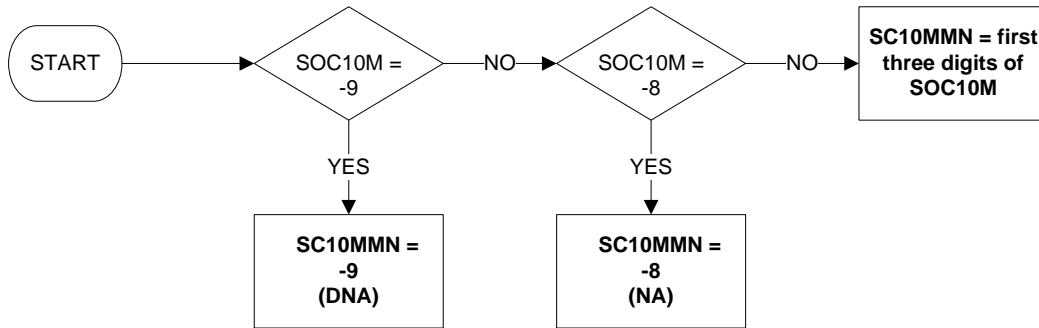 START
SOC10M =
-9
NO
SOC10M =
-8
NO
SC10MMN = first
three digits of
SOC10M
YES
YES
SC10MMN =
-9
(DNA)
SC10MMN =
-8
(NA)